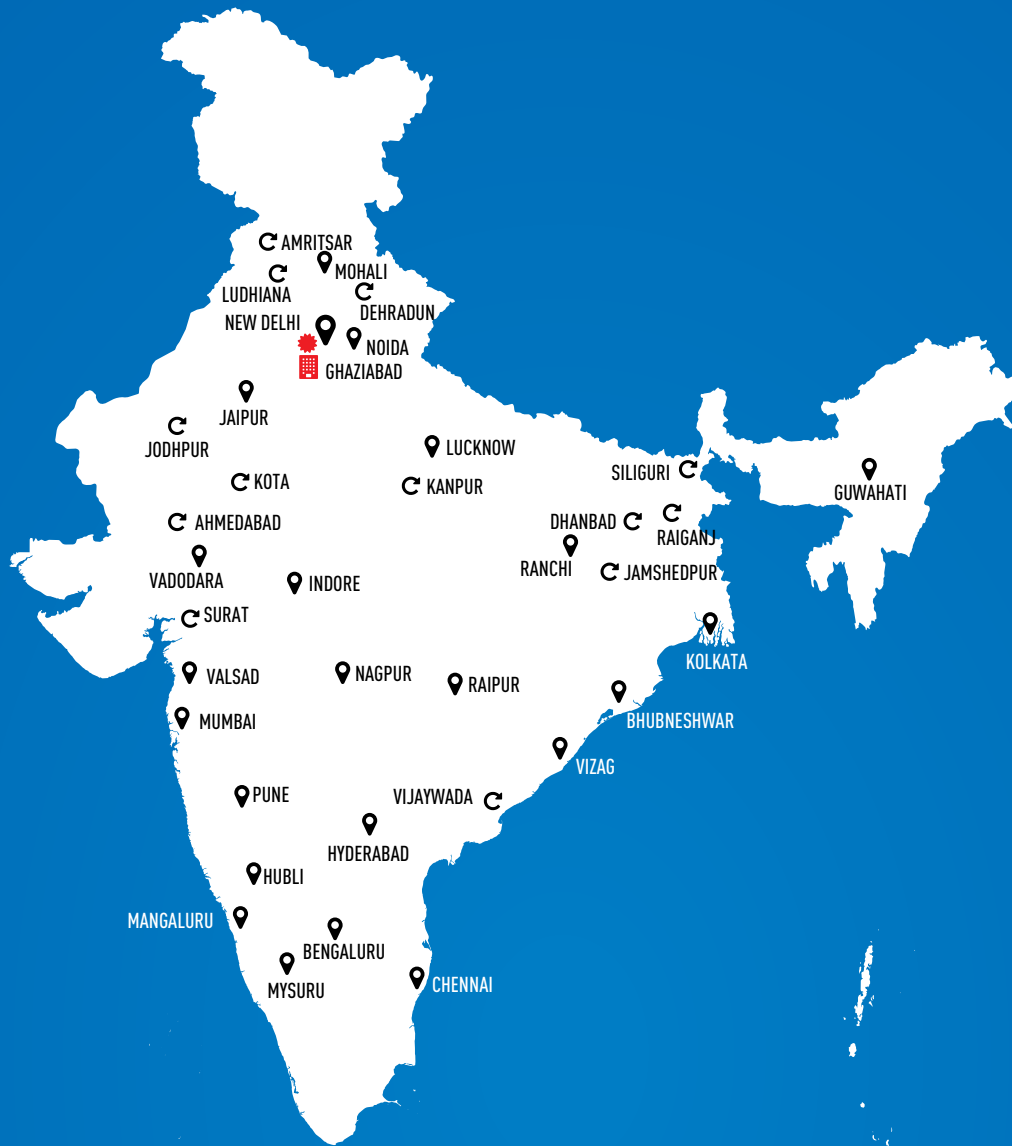 AMRITSAR
MOHALI
LUDHIANA
DEHRADUN
NEW DELHI
NOIDA
GHAZIABAD
JAIPUR
JODHPUR
LUCKNOW
SILIGURI
KOTA
KANPUR
GUWAHATI
AHMEDABAD
DHANBAD
RAIGANJ
RANCHI
JAMSHEDPUR
VADODARA
INDORE
SURAT
KOLKATA
VALSAD
NAGPUR
RAIPUR
MUMBAI
BHUBNESHWAR
VIZAG
PUNE
VIJAYWADA
HYDERABAD
HUBLI
MANGALURU
BENGALURU
MYSURU
CHENNAI